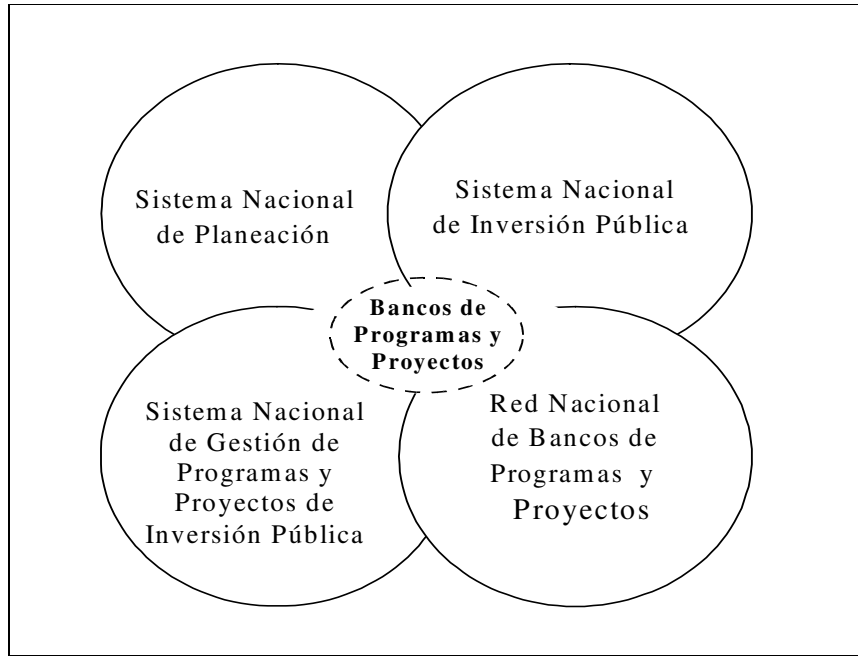 Sistema Nacional
de Planeación
Sistema Nacional
de Inversión Pública
Bancos de
Programas y
Proyectos
Sistema Nacional
de Gestión de
Programas y
Proyectos de
Inversión Pública
Red Nacional
de Bancos de
Programas y
Proyectos